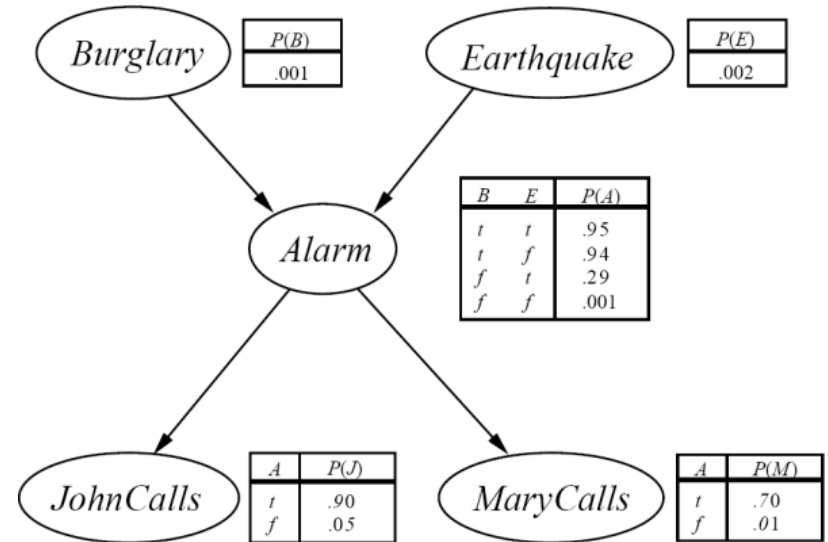 Burglary
P(B)
.001
Earthquake
P(E)
.002
Alarm
B E P(A)
t t .95
t f .94
f t .29
f f .001
JohnCalls
A P(J)
t .90
f .05
MaryCalls
A P(M)
t .70
f .01